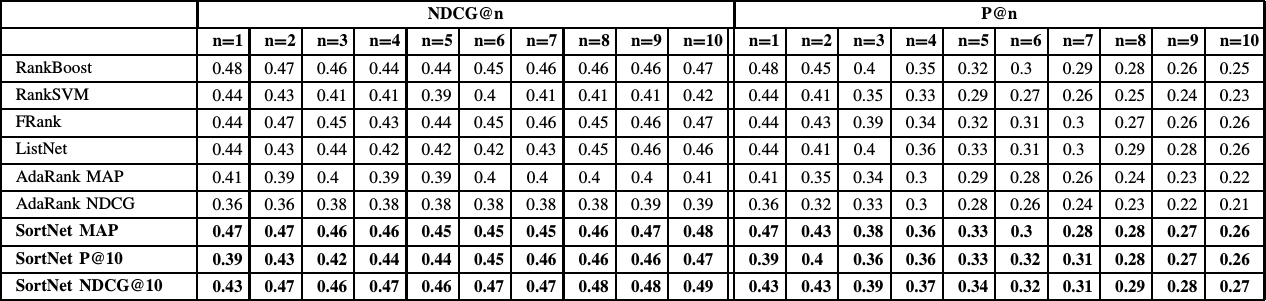 NDCG@n P@n
n=1 n=2 n=3 n=4 n=5 n=6 n=7 n=8 n=9 n=10 n=1 n=2 n=3 n=4 n=5 n=6 n=7 n=8 n=9 n=10
RankBoost 0.48 0.47 0.46 0.44 0.44 0.45 0.46 0.46 0.46 0.47 0.48 0.45 0.4 0.35 0.32 0.3 0.29 0.28 0.26 0.25
RankSVM 0.44 0.43 0.41 0.41 0.39 0.4 0.41 0.41 0.41 0.42 0.44 0.41 0.35 0.33 0.29 0.27 0.26 0.25 0.24 0.23
FRank 0.44 0.47 0.45 0.43 0.44 0.45 0.46 0.45 0.46 0.47 0.44 0.43 0.39 0.34 0.32 0.31 0.3 0.27 0.26 0.26
ListNet 0.44 0.43 0.44 0.42 0.42 0.42 0.43 0.45 0.46 0.46 0.44 0.41 0.4 0.36 0.33 0.31 0.3 0.29 0.28 0.26
AdaRank MAP 0.41 0.39 0.4 0.39 0.39 0.4 0.4 0.4 0.4 0.41 0.41 0.35 0.34 0.3 0.29 0.28 0.26 0.24 0.23 0.22
AdaRank NDCG 0.36 0.36 0.38 0.38 0.38 0.38 0.38 0.38 0.39 0.39 0.36 0.32 0.33 0.3 0.28 0.26 0.24 0.23 0.22 0.21
SortNet MAP 0.47 0.47 0.46 0.46 0.45 0.45 0.45 0.46 0.47 0.48 0.47 0.43 0.38 0.36 0.33 0.3 0.28 0.28 0.27 0.26
SortNet P@10 0.39 0.43 0.42 0.44 0.44 0.45 0.46 0.46 0.46 0.47 0.39 0.4 0.36 0.36 0.33 0.32 0.31 0.28 0.27 0.26
SortNet NDCG@10 0.43 0.47 0.46 0.47 0.46 0.47 0.47 0.48 0.48 0.49 0.43 0.43 0.39 0.37 0.34 0.32 0.31 0.29 0.28 0.27